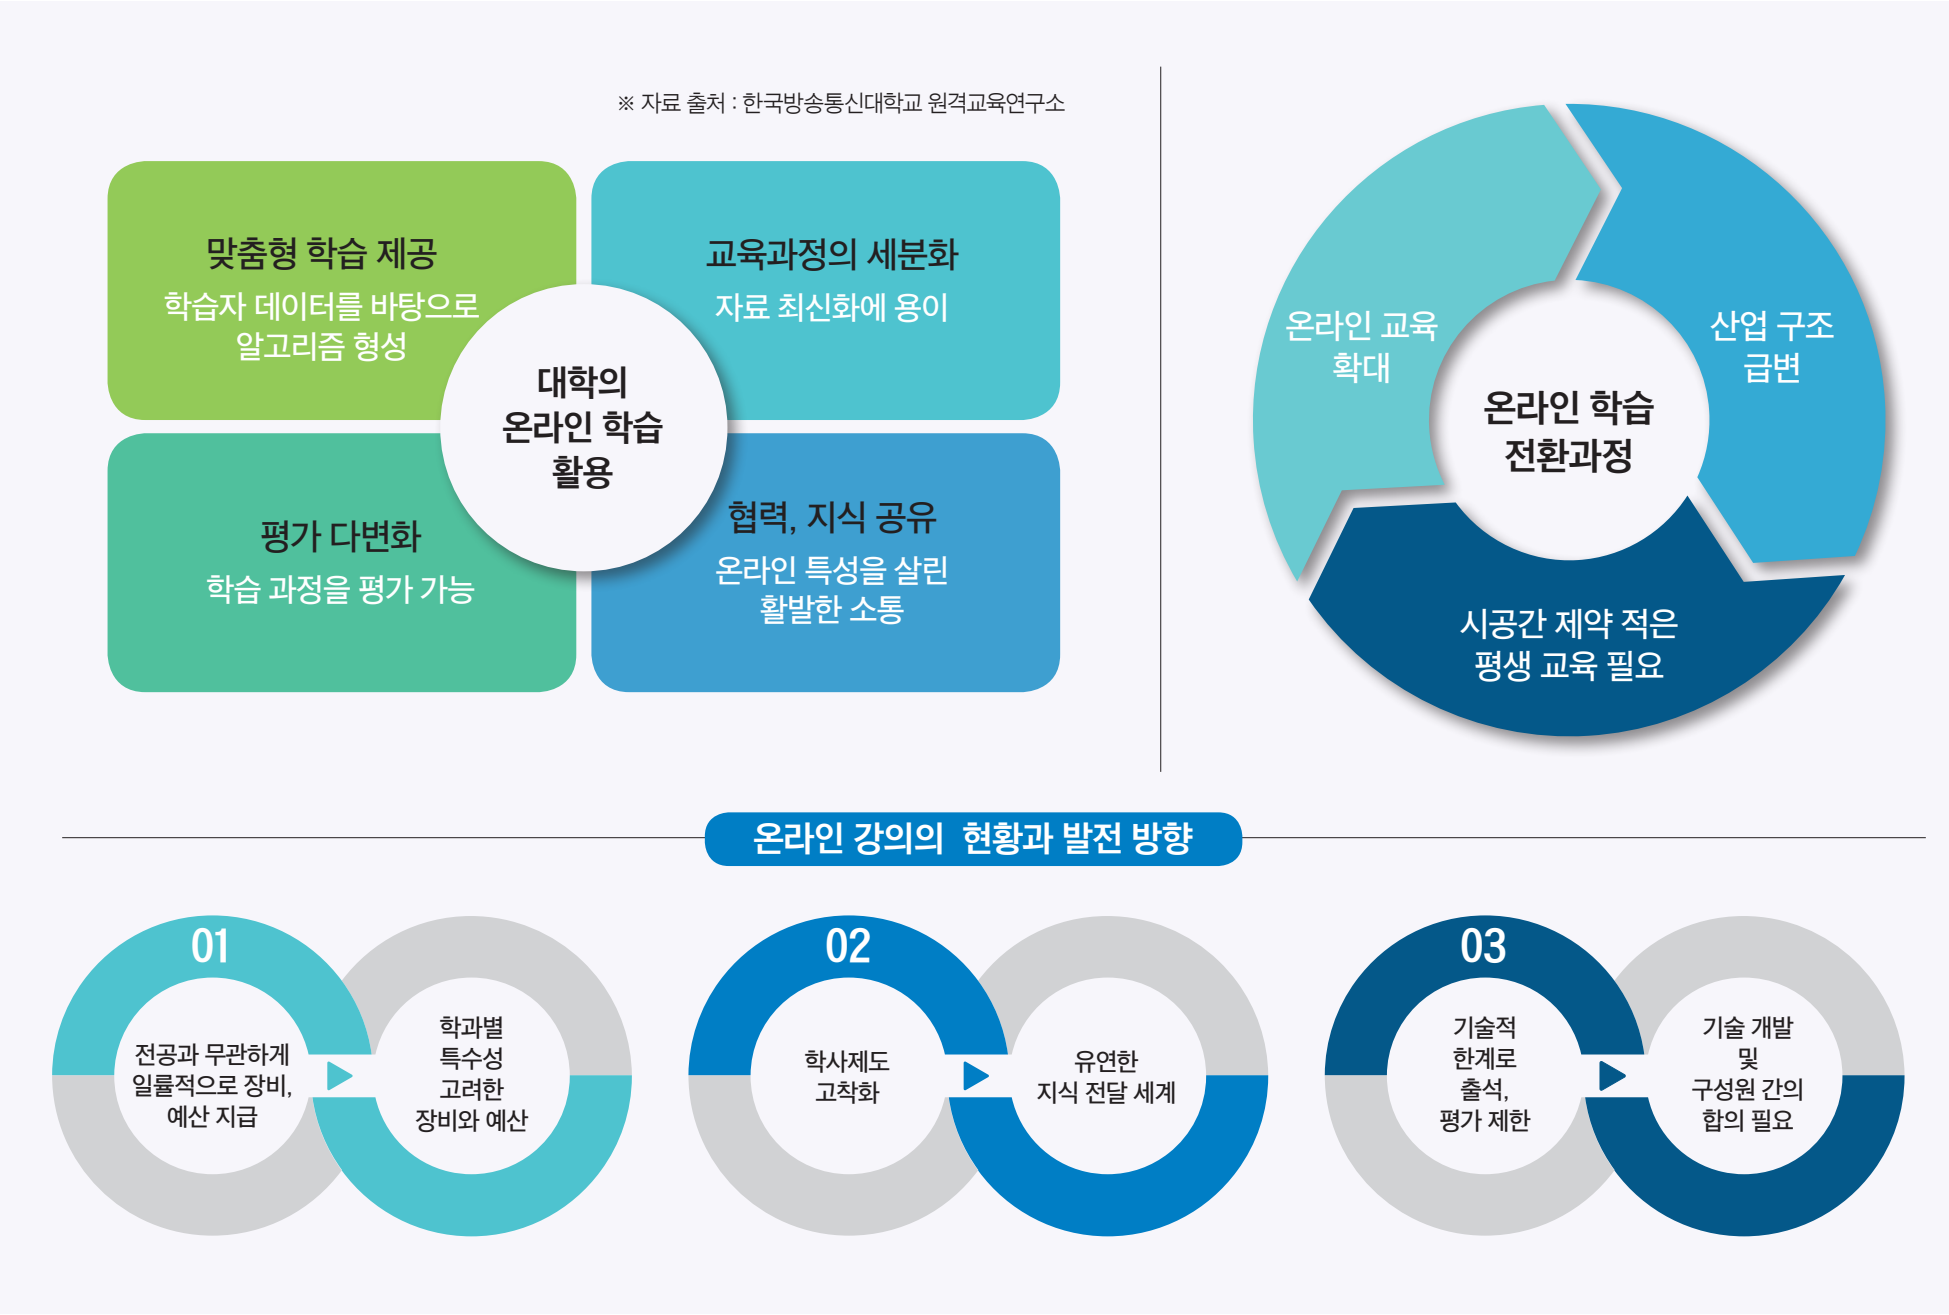 ※ 자료 출처 : 한국방송통신대학교 원격교육연구소
맞춤형 학습 제공
학습자 데이터를 바탕으로
알고리즘 형성
교육과정의 세분화
자료 최신화에 용이
대학의
온라인 학습
활용
평가 다변화
학습 과정을 평가 가능
협력, 지식 공유
온라인 특성을 살린
활발한 소통
온라인 교육
확대
산업 구조
급변
온라인 학습
전환과정
시공간 제약 적은
평생 교육 필요
온라인 강의의 현황과 발전 방향
01
전공과 무관하게
일률적으로 장비,
예산 지급
학과별
특수성
고려한
장비와 예산
02
학사제도
고착화
유연한
지식 전달 세계
03
기술적
한계로
출석,
평가 제한
기술 개발
및
구성원 간의
합의 필요